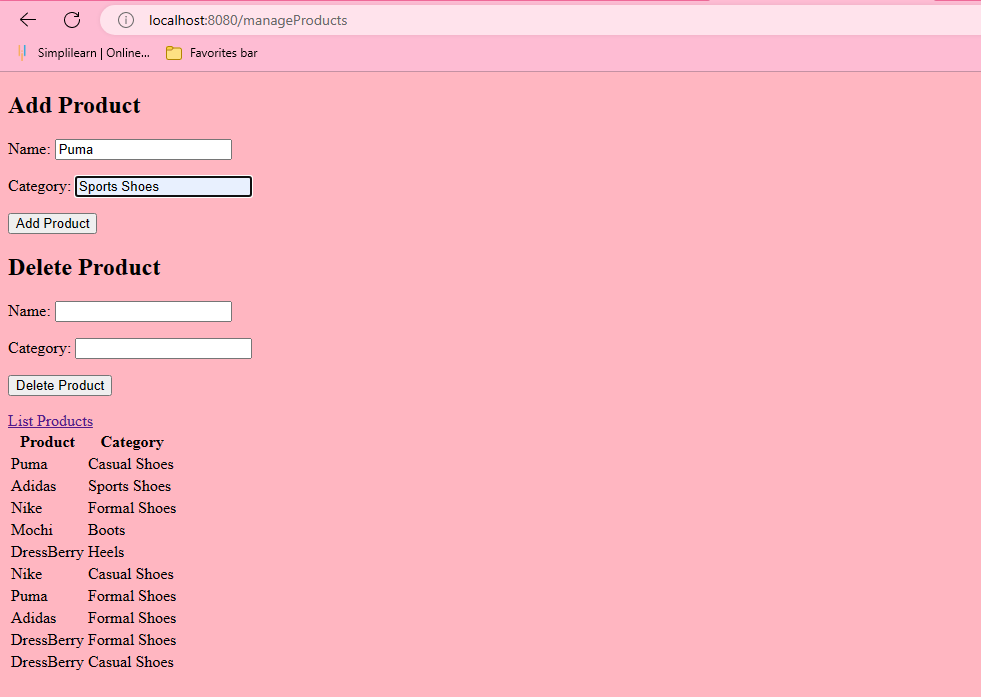 localhost:8080/manageProducts
Simplilearn | Online... Favorites bar
Add Product
Name: Puma
Category: Sports Shoes
Add Product
Delete Product
Name:
Category:
Delete Product
List Products
Product Category
Puma Casual Shoes
Adidas Sports Shoes
Nike Formal Shoes
Mochi Boots
DressBerry Heels
Nike Casual Shoes
Puma Formal Shoes
Adidas Formal Shoes
DressBerry Formal Shoes
DressBerry Casual Shoes